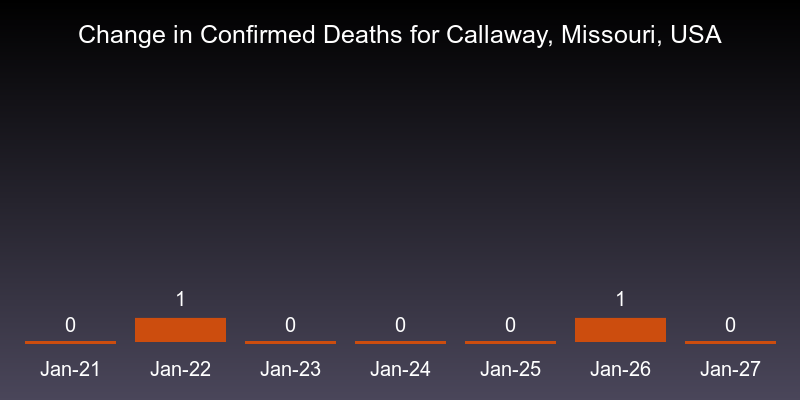 Change in Confirmed Deaths for Callaway, Missouri, USA
0 1 0 0 0 1 0
Jan-21 Jan-22 Jan-23 Jan-24 Jan-25 Jan-26 Jan-27